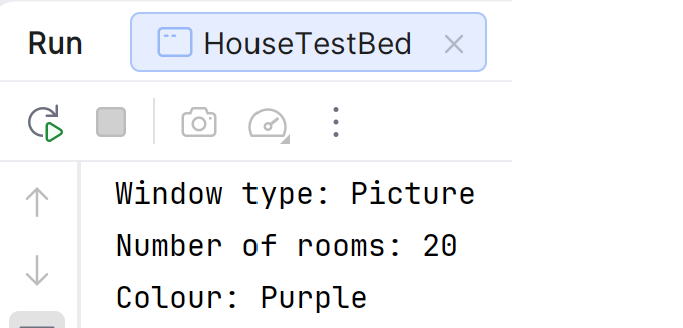 Run HouseTestBed
Window type: Picture
Number of rooms: 20
Colour: Purple